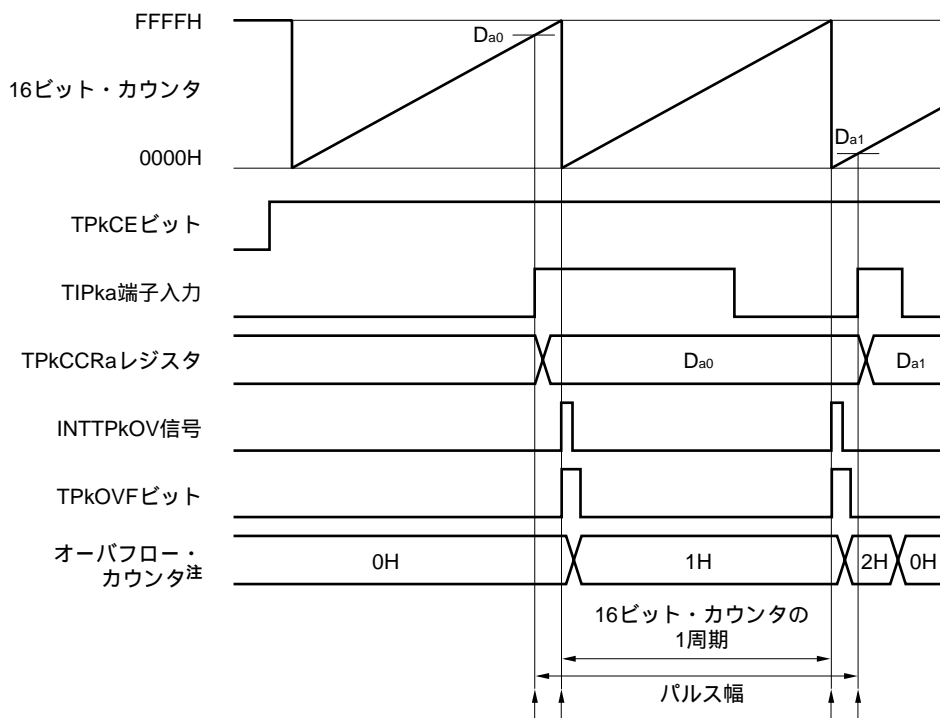 FFFFH
Da0
16ビット・カウンタ
Da1
0000H
TPkCEビット
TIPka端子入力
TPkCCRaレジスタ
Da0
Da1
INTTPkOV信号
TPkOVFビット
オーバフロー・
カウンタ注
0H
1H
2H
0H
16ビット・カウンタの
1周期
パルス幅